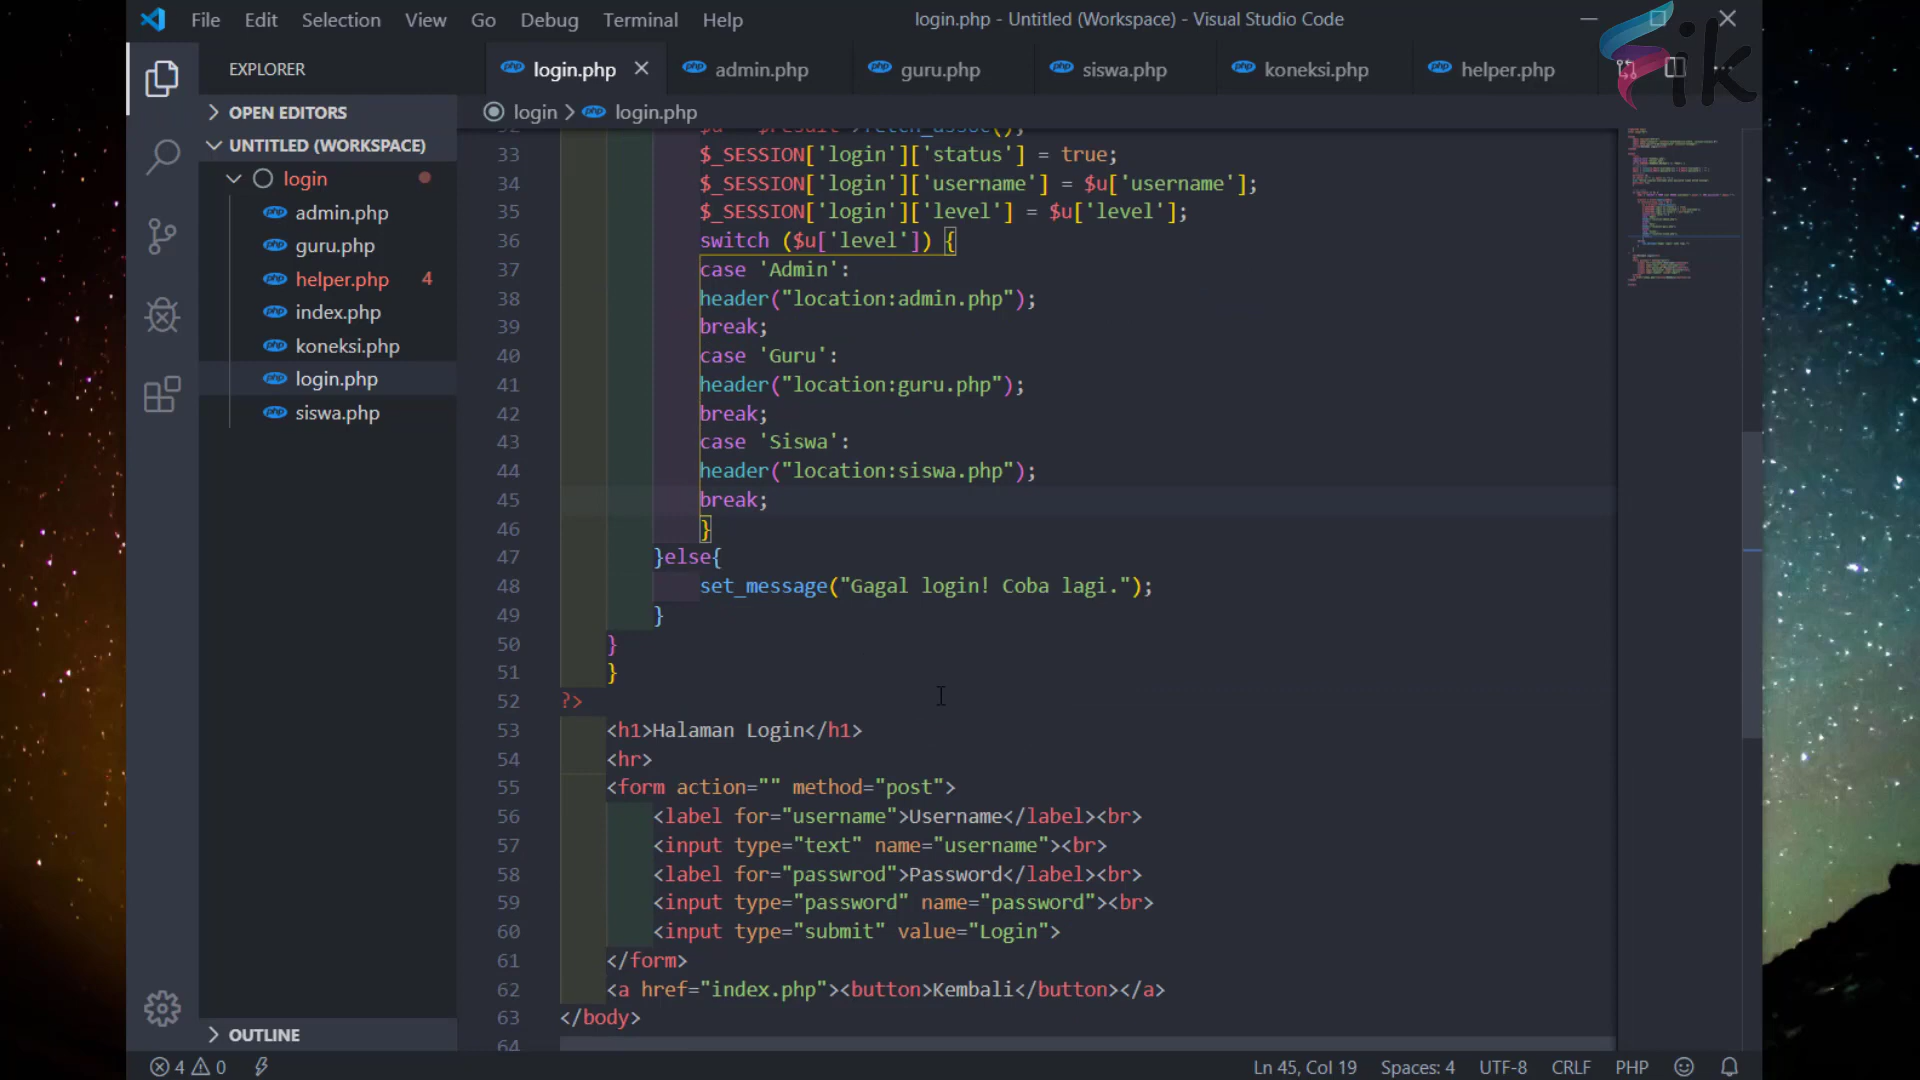 File Edit Selection View Go Debug Terminal Help
login.php - Untitled (Workspace) - Visual Studio Code
ik
EXPLORER
login.php admin.php guru.php siswa.php koneksi.php helper.php
OPEN EDITORS
login > login.php
UNTITLED (WORKSPACE)
login
admin.php
guru.php
helper.php 4
index.php
koneksi.php
login.php
siswa.php
OUTLINE
33 $_SESSION['login']['status'] = true;
34 $_SESSION['login']['username'] = $u['username'];
35 $_SESSION['login']['level'] = $u['level'];
36 switch ($u['level']) {
37 case 'Admin':
38 header("location:admin.php");
39 break;
40 case 'Guru':
41 header("location:guru.php");
42 break;
43 case 'Siswa':
44 header("location:siswa.php");
45 break;
46 }
47 }else{
48 set_message("Gagal login! Coba lagi.");
49 }
50 }
51 }
52 ?>
53 <h1>Halaman Login</h1>
54 <hr>
55 <form action="" method="post">
56 <label for="username">Username</label><br>
57 <input type="text" name="username"><br>
58 <label for="passwrod">Password</label><br>
59 <input type="password" name="password"><br>
60 <input type="submit" value="Login">
61 </form>
62 <a href="index.php"><button>Kembali</button></a>
63 </body>
64
4 0
Ln 45, Col 19 Spaces: 4 UTF-8 CRLF PHP